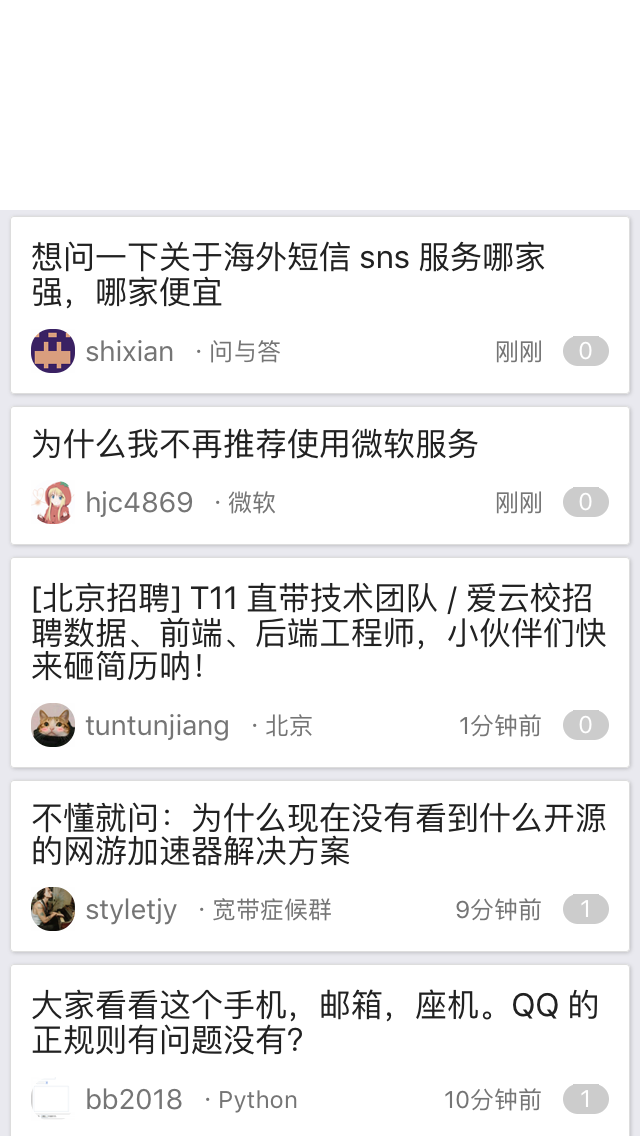 想问一下关于海外短信 sns 服务哪家
强，哪家便宜
shixian · 问与答 刚刚 0
为什么我不再推荐使用微软服务
hjc4869 · 微软 刚刚 0
[北京招聘] T11 直带技术团队 / 爱云校招
聘数据、前端、后端工程师，小伙伴们快
来砸简历呐！
tuntunjiang · 北京 1分钟前 0
不懂就问：为什么现在没有看到什么开源
的网游加速器解决方案
styletjy · 宽带症候群 9分钟前 1
大家看看这个手机，邮箱，座机。QQ 的
正规则有问题没有?
bb2018 · Python 10分钟前 1